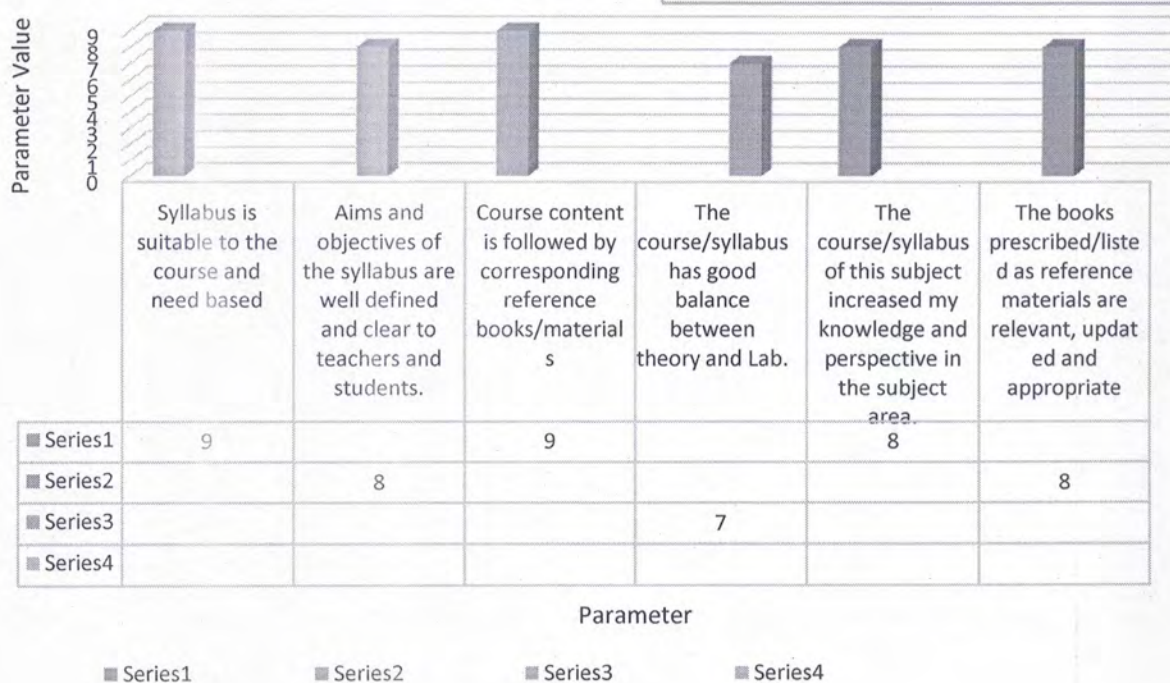 Parameter Value
9
8
7
6
5
4
3
2
1
0
Syllabus is
suitable to the
course and
need based
Aims and
objectives of
the syllabus are
well defined
and clear to
teachers and
students.
Course content
is followed by
corresponding
reference
books/material
s
The
course/syllabus
has good
balance
between
theory and Lab.
The
course/syllabus
of this subject
increased my
knowledge and
perspective in
the subject
area.
The books
prescribed/liste
d as reference
materials are
relevant, updat
ed and
appropriate
Series1 9 9 8
Series2 8 8
Series3 7
Series4
Parameter
Series1 Series2 Series3 Series4